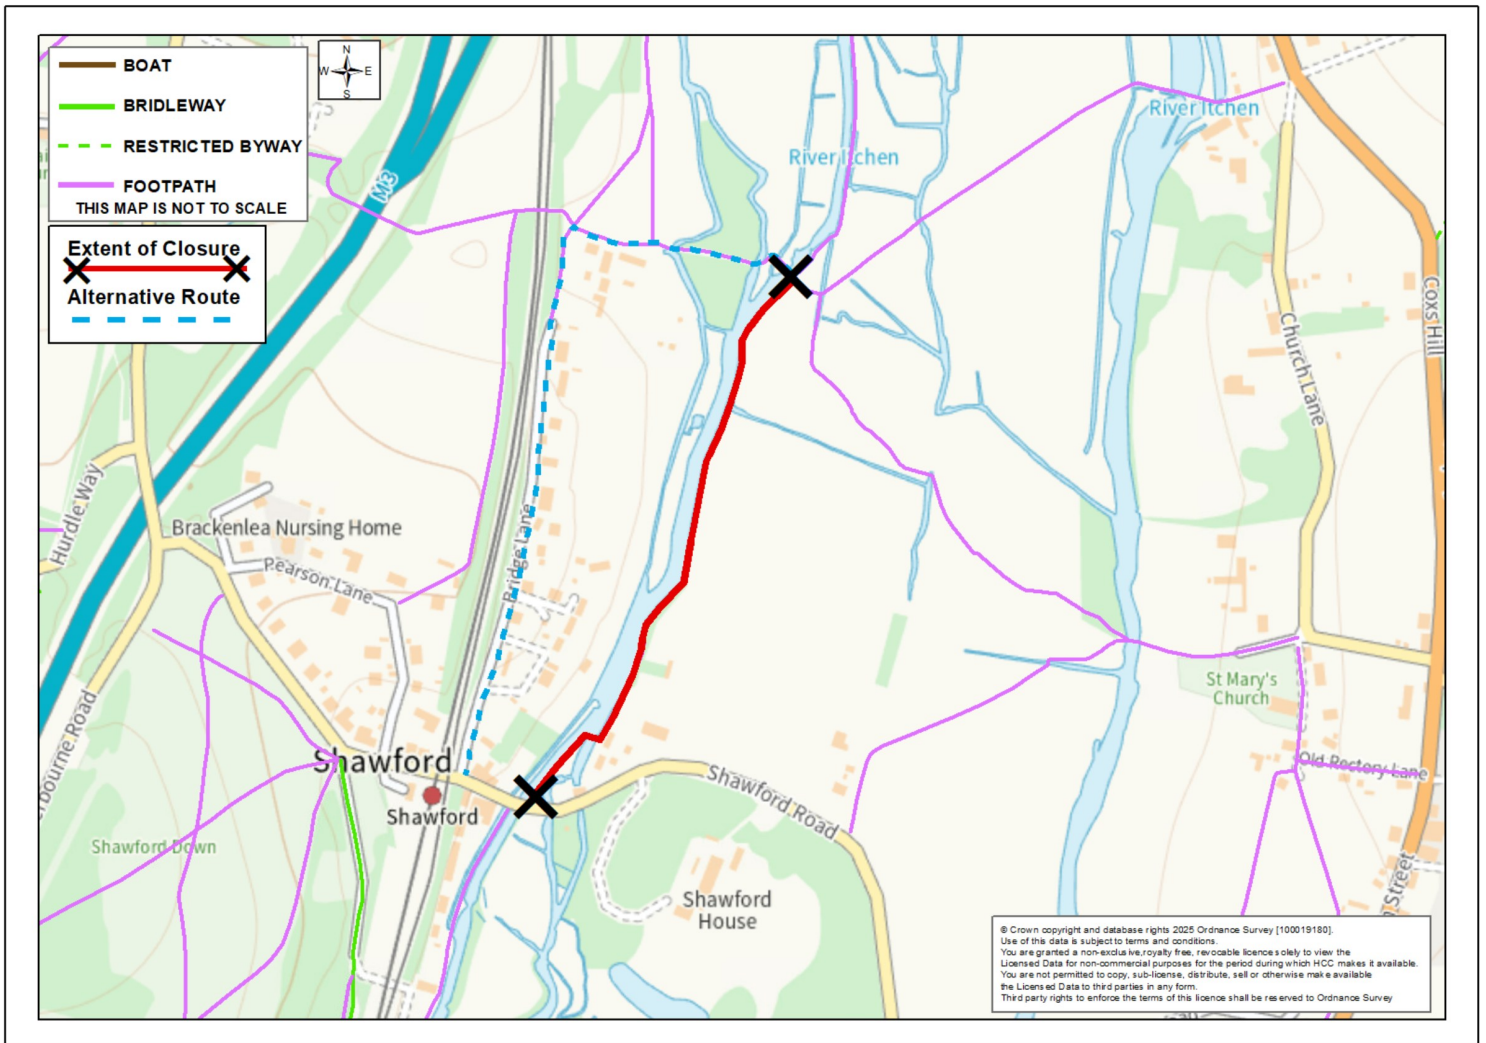 BOAT
BRIDLEWAY
RESTRICTED BYWAY
FOOTPATH
THIS MAP IS NOT TO SCALE
Extent of Closure
Alternative Route
N
W E
S
M3
River Itchen
River Itchen
Coxs Hill
Church Lane
Hurdle Way
Brackenlea Nursing Home
Pearson Lane
Bridge Lane
St Mary's
Church
Old Rectory Lane
Shawford
Shawford
Shawford Road
Shawford Down
Shawford
House
Street
© Crown copyright and database rights 2025 Ordnance Survey [100019180].
Use of this data is subject to terms and conditions.
You are granted a non-exclusive, royalty free, revocable licence solely to view the
Licensed Data for non-commercial purposes for the period during which HCC makes it available.
You are not permitted to copy, sub-license, distribute, sell or otherwise make available
the Licensed Data to third parties in any form.
Third party rights to enforce the terms of this licence shall be reserved to Ordnance Survey